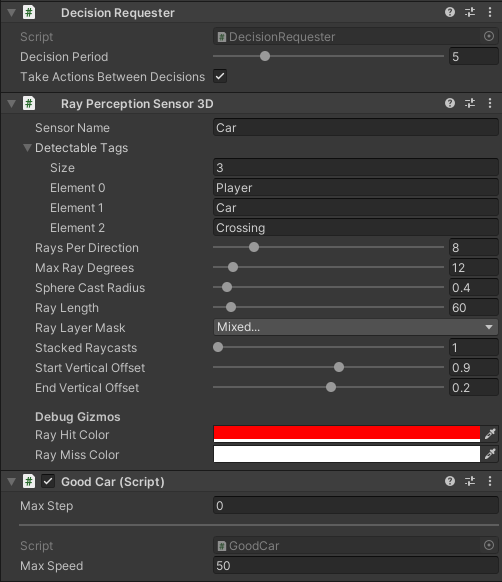 Decision Requester
Script DecisionRequester
Decision Period 5
Take Actions Between Decisions
Ray Perception Sensor 3D
Sensor Name Car
Detectable Tags
Size 3
Element 0 Player
Element 1 Car
Element 2 Crossing
Rays Per Direction 8
Max Ray Degrees 12
Sphere Cast Radius 0.4
Ray Length 60
Ray Layer Mask Mixed...
Stacked Raycasts 1
Start Vertical Offset 0.9
End Vertical Offset 0.2
Debug Gizmos
Ray Hit Color
Ray Miss Color
Good Car (Script)
Max Step 0
Script GoodCar
Max Speed 50